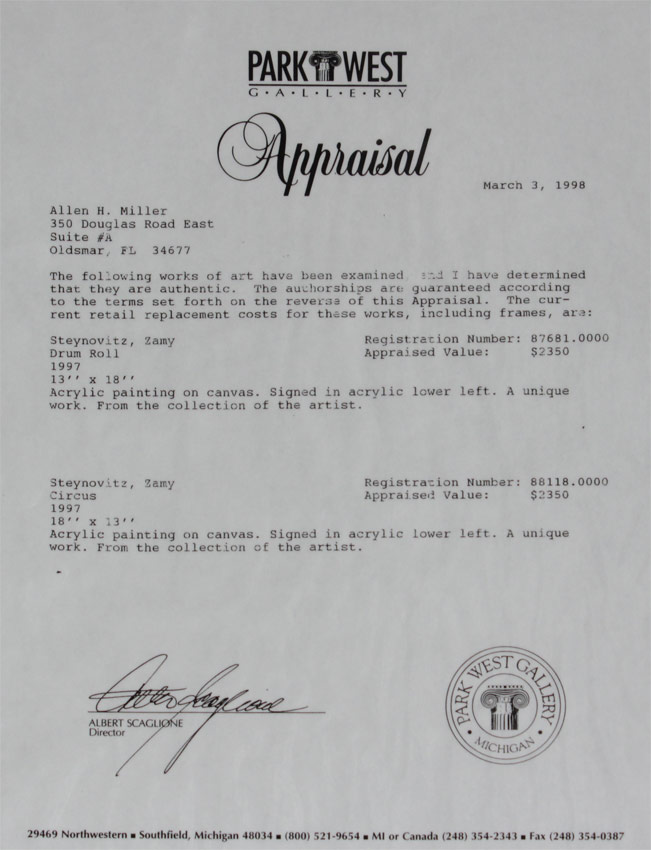 PARK WEST
G·A·L·L·E·R·Y
Appraisal
March 3, 1998
Allen H. Miller
350 Douglas Road East
Suite #A
Oldsmar, FL 34677
The following works of art have been examined, and I have determined
that they are authentic. The authorships are guaranteed according
to the terms set forth on the reverse of this Appraisal. The cur-
rent retail replacement costs for these works, including frames, are:
Steynovitz, Zamy Registration Number: 87681.0000
Drum Roll Appraised Value: $2350
1997
13'' x 18''
Acrylic painting on canvas. Signed in acrylic lower left. A unique
work. From the collection of the artist.
Steynovitz, Zamy Registration Number: 88118.0000
Circus Appraised Value: $2350
1997
18'' x 13''
Acrylic painting on canvas. Signed in acrylic lower left. A unique
work. From the collection of the artist.
Albert Scaglione
ALBERT SCAGLIONE
Director
PARK WEST GALLERY
· MICHIGAN ·
29469 Northwestern ■ Southfield, Michigan 48034 ■ (800) 521-9654 ■ MI or Canada (248) 354-2343 ■ Fax (248) 354-0387